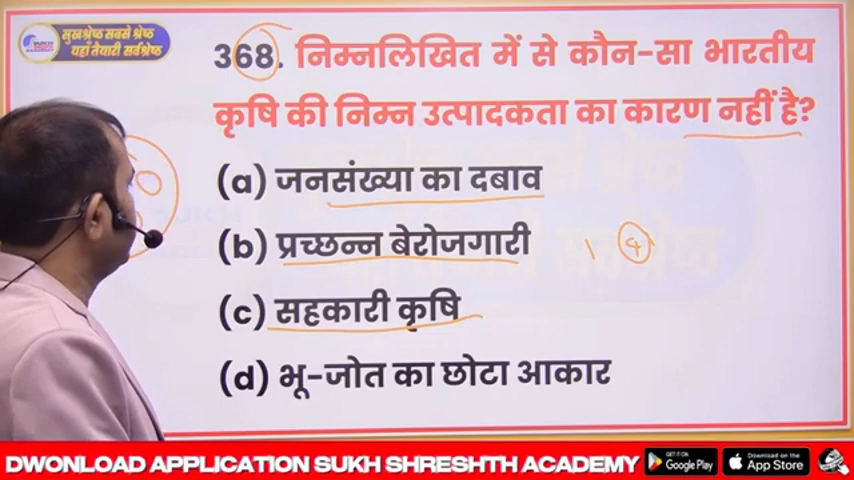 सुखश्रेष्ठ सबसे श्रेष्ठ
यहां तैयारी सर्वश्रेष्ठ
368. निम्नलिखित में से कौन-सा भारतीय
कृषि की निम्न उत्पादकता का कारण नहीं है?
(a) जनसंख्या का दबाव
(b) प्रच्छन्न बेरोजगारी
(c) सहकारी कृषि
(d) भू-जोत का छोटा आकार
DWONLOAD APPLICATION SUKH SHRESHTH ACADEMY
GET IT ON
Google Play
Download on the
App Store